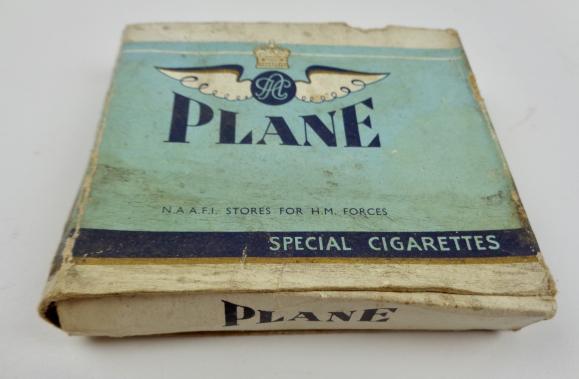 PLANE
N.A.A.F.I. STORES FOR H.M. FORCES
SPECIAL CIGARETTES
PLANE